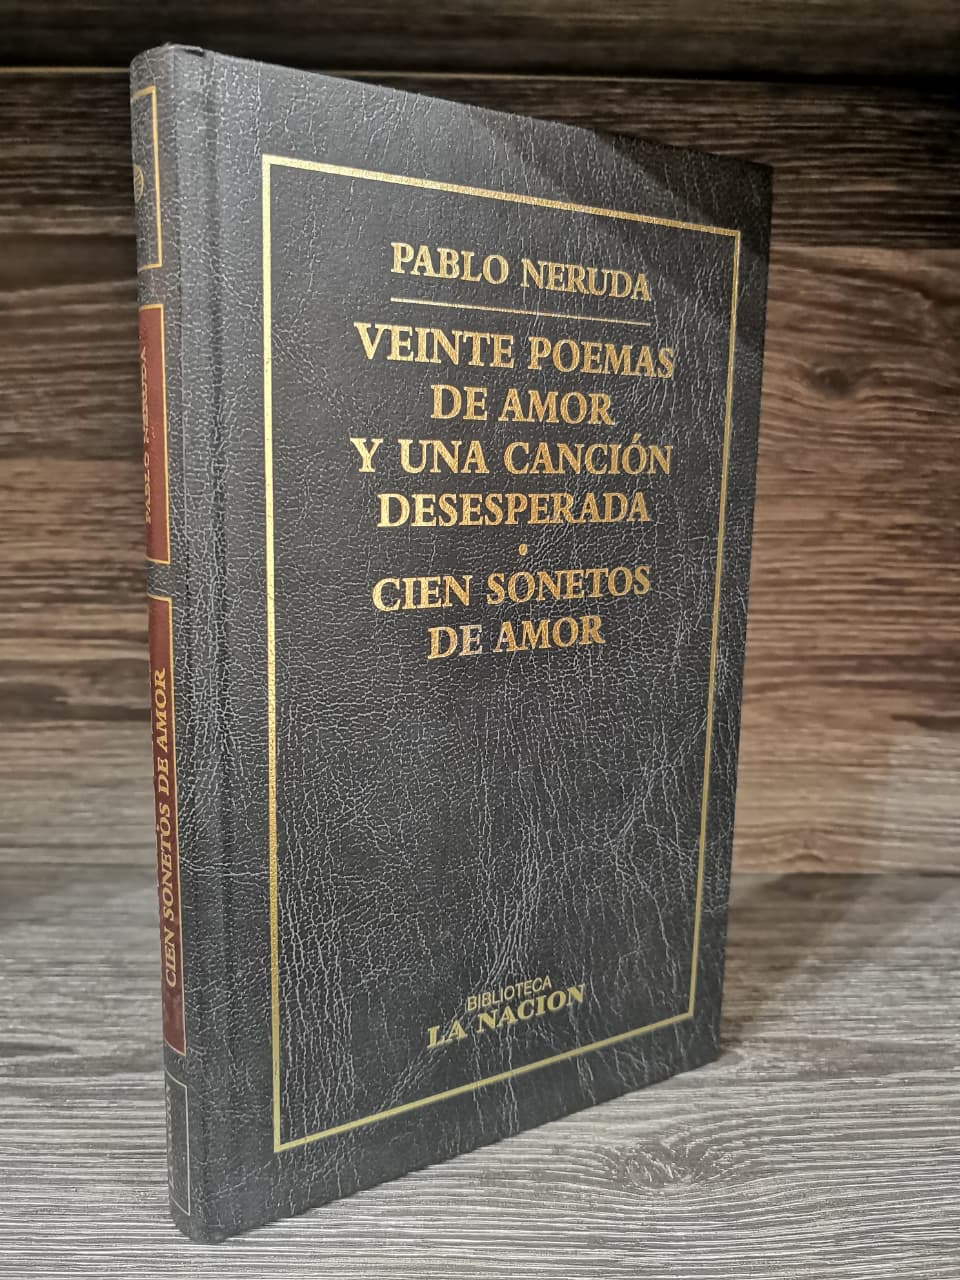 PABLO NERUDA
VEINTE POEMAS
DE AMOR
Y UNA CANCIÓN
DESESPERADA
•
CIEN SONETOS
DE AMOR
BIBLIOTECA
LA NACION
PABLO NERUDA
CIEN SONETOS DE AMOR